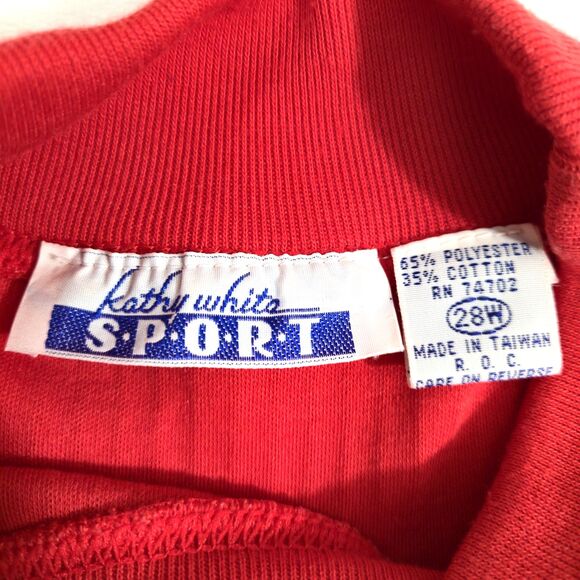 kathy white
S·P·O·R·T
65% POLYESTER
35% COTTON
RN 74702
28W
MADE IN TAIWAN
R. O. C.
CARE ON REVERSE